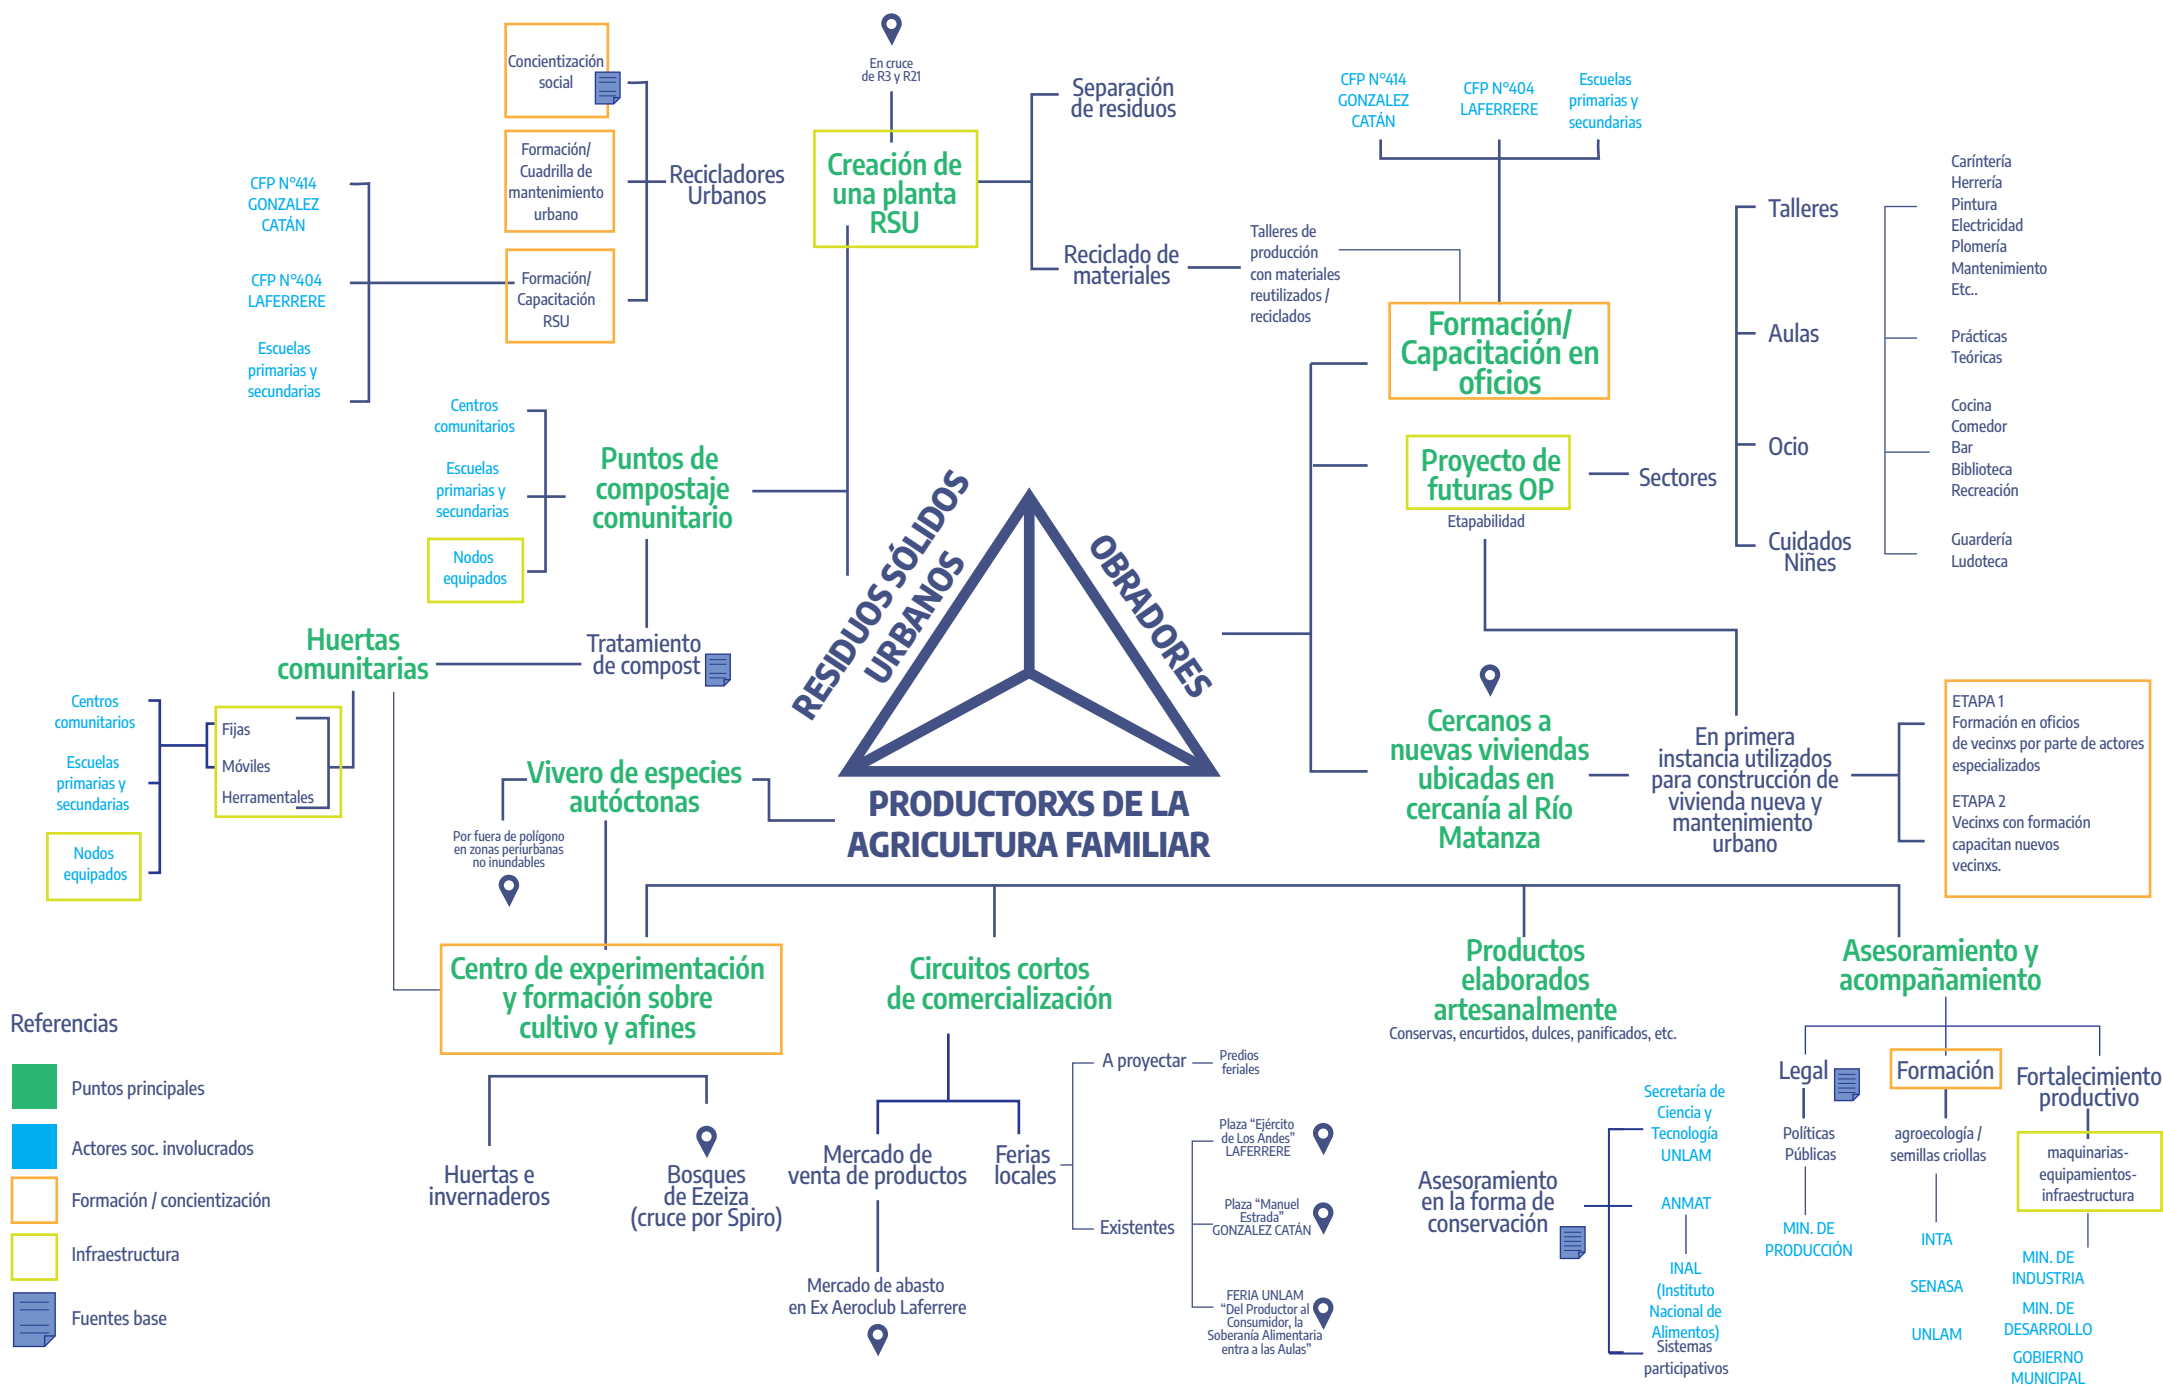 Concientización
social
Formación/
Cuadrilla de
mantenimiento
urbano
Formación/
Capacitación
RSU
Recicladores
Urbanos
CFP N°414
GONZALEZ
CATÁN
CFP N°404
LAFERRERE
Escuelas
primarias y
secundarias
En cruce
de R3 y R21
Creación de
una planta
RSU
Separación
de residuos
Reciclado de
materiales
Talleres de
producción
con materiales
reutilizados /
reciclados
CFP N°414
GONZALEZ
CATÁN
CFP N°404
LAFERRERE
Escuelas
primarias y
secundarias
Formación/
Capacitación en
oficios
Proyecto de
futuras OP
Etapabilidad
Sectores
Talleres
Aulas
Ocio
Cuidados
Niñes
Caríntería
Herrería
Pintura
Electricidad
Plomería
Mantenimiento
Etc..
Prácticas
Teóricas
Cocina
Comedor
Bar
Biblioteca
Recreación
Guardería
Ludoteca
Centros
comunitarios
Escuelas
primarias y
secundarias
Nodos
equipados
Puntos de
compostaje
comunitario
Tratamiento
de compost
Huertas
comunitarias
Centros
comunitarios
Escuelas
primarias y
secundarias
Nodos
equipados
Fijas
Móviles
Herramentales
RESIDUOS SÓLIDOS
URBANOS
OBRADORES
PRODUCTORXS DE LA
AGRICULTURA FAMILIAR
Vivero de especies
autóctonas
Por fuera de polígono
en zonas periurbanas
no inundables
Cercanos a
nuevas viviendas
ubicadas en
cercanía al Río
Matanza
En primera
instancia utilizados
para construcción de
vivienda nueva y
mantenimiento
urbano
ETAPA 1
Formación en oficios
de vecinxs por parte de actores
especializados
ETAPA 2
Vecinxs con formación
capacitan nuevos
vecinxs.
Centro de experimentación
y formación sobre
cultivo y afines
Huertas e
invernaderos
Bosques
de Ezeiza
(cruce por Spiro)
Circuitos cortos
de comercialización
Mercado de
venta de productos
Mercado de abasto
en Ex Aeroclub Laferrere
Ferias
locales
A proyectar
Predios
feriales
Existentes
Plaza “Ejército
de Los Andes”
LAFERRERE
Plaza “Manuel
Estrada”
GONZALEZ CATÁN
FERIA UNLAM
“Del Productor al
Consumidor, la
Soberanía Alimentaria
entra a las Aulas”
Productos
elaborados
artesanalmente
Conservas, encurtidos, dulces, panificados, etc.
Asesoramiento
en la forma de
conservación
Secretaría de
Ciencia y
Tecnología
UNLAM
ANMAT
INAL
(Instituto
Nacional de
Alimentos)
Sistemas
participativos
Asesoramiento y
acompañamiento
Legal
Políticas
Públicas
MIN. DE
PRODUCCIÓN
Formación
agroecología /
semillas criollas
INTA
SENASA
UNLAM
Fortalecimiento
productivo
maquinarias-
equipamientos-
infraestructura
MIN. DE
INDUSTRIA
MIN. DE
DESARROLLO
GOBIERNO
MUNICIPAL
Referencias
Puntos principales
Actores soc. involucrados
Formación / concientización
Infraestructura
Fuentes base